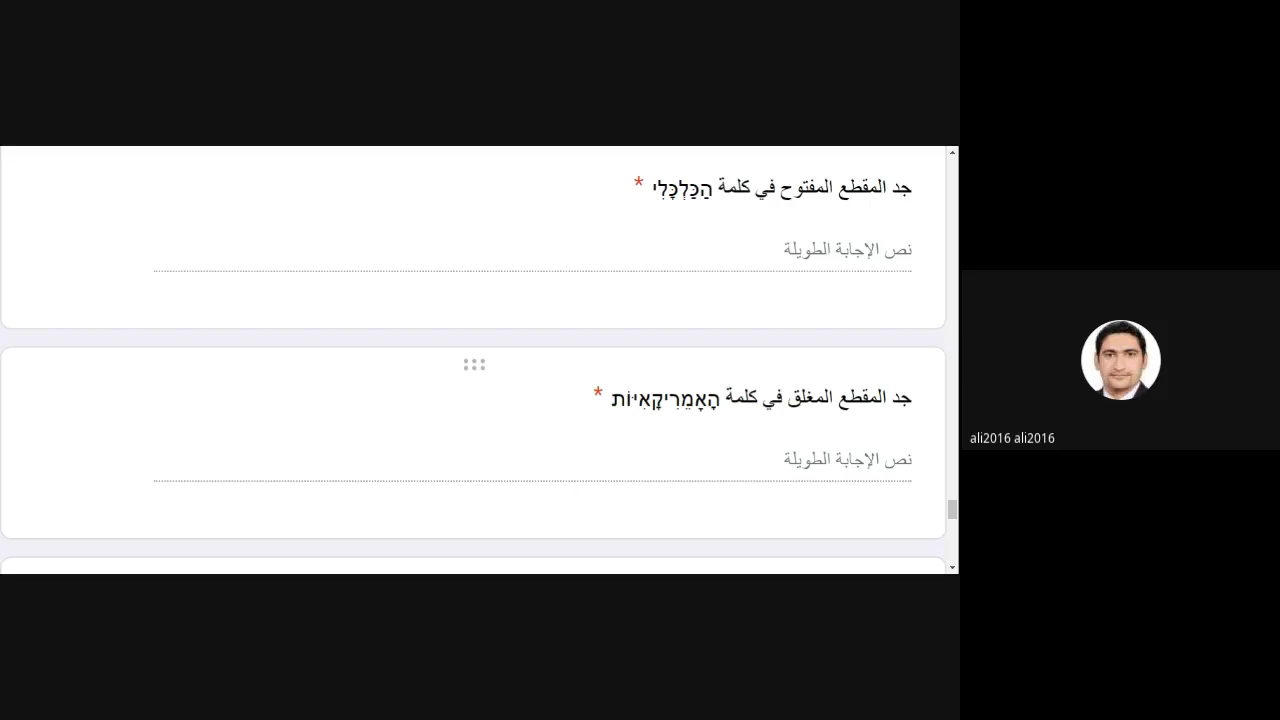 جد المقطع المفتوح في كلمة הַכַּלְכָּלִי *
نص الإجابة الطويلة
جد المقطع المغلق في كلمة הָאָמֵרִיקָאִיּוֹת *
نص الإجابة الطويلة
ali2016 ali2016